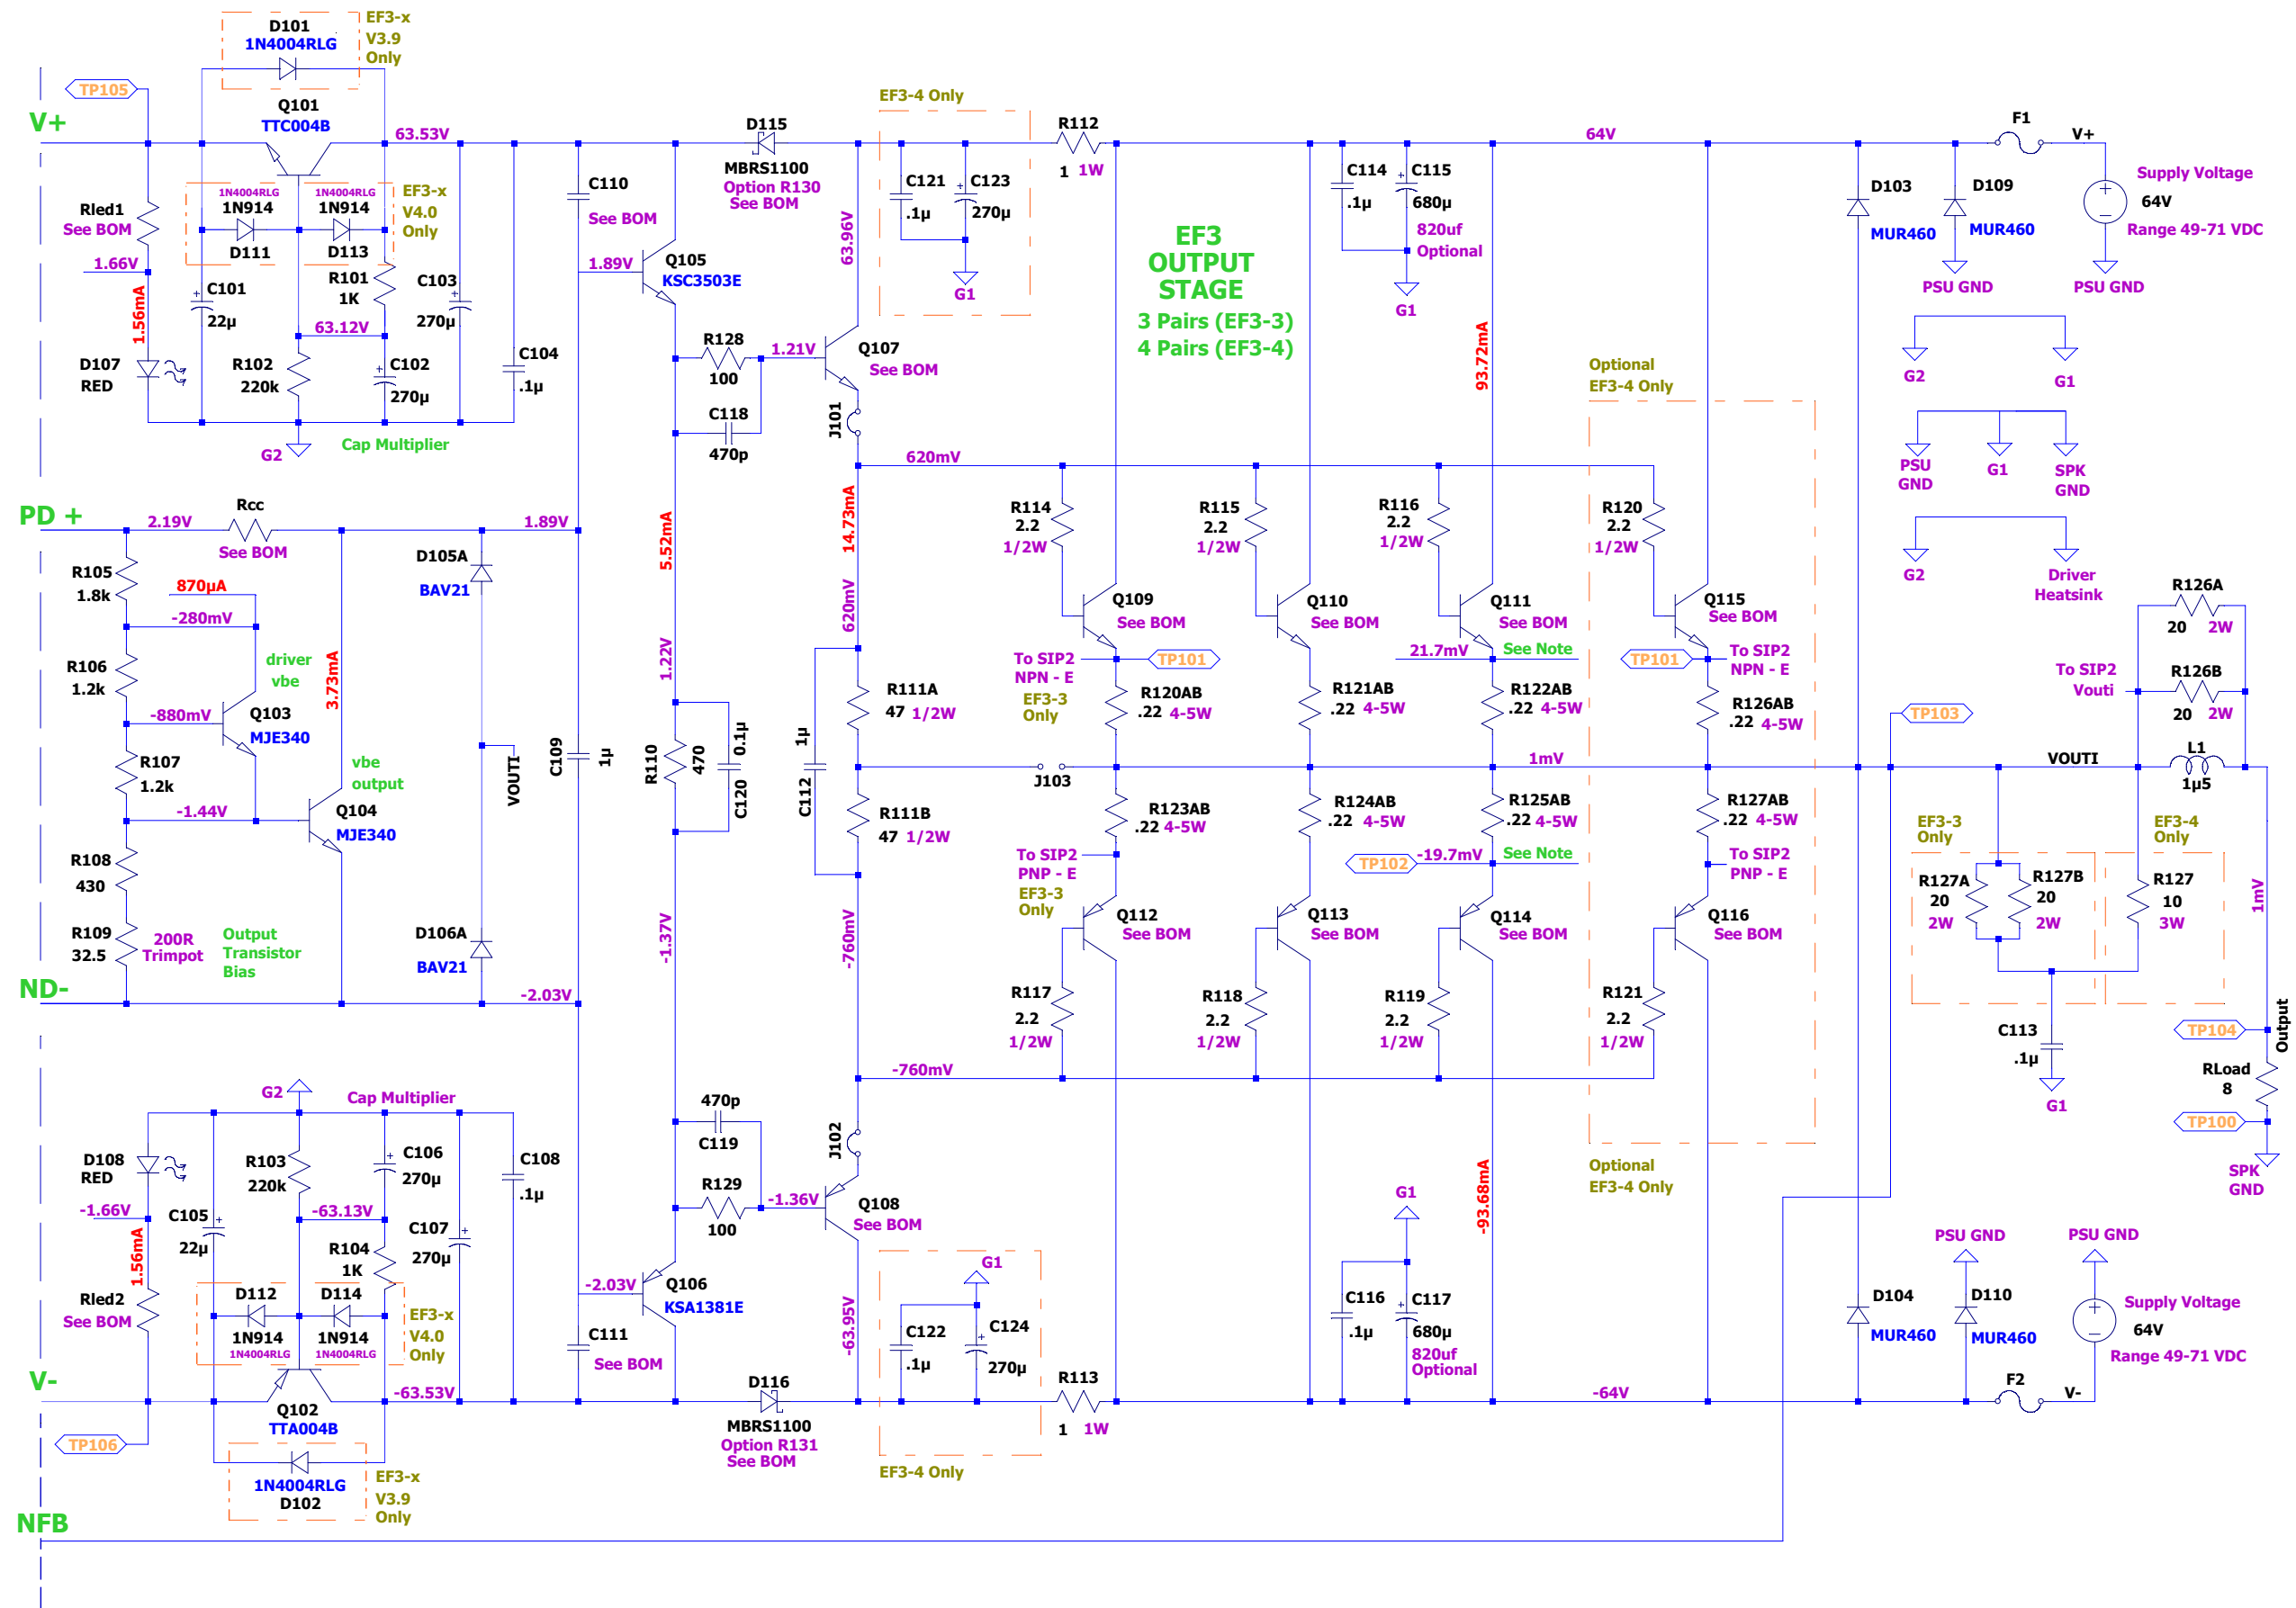 D101
1N4004RLG
EF3-x
V3.9
Only
TP105
V+
Q101
TTC004B
63.53V
D115
MBRS1100
Option R130
See BOM
EF3-4 Only
R112
1 1W
64V
F1
V+
Rled1
See BOM
1N4004RLG
1N914
D111
1N4004RLG
1N914
D113
EF3-x
V4.0
Only
C110
See BOM
63.96V
C121
.1µ
+
C123
270µ
G1
EF3
OUTPUT
STAGE
3 Pairs (EF3-3)
4 Pairs (EF3-4)
C114
.1µ
+
C115
680µ
820uf
Optional
G1
D103
MUR460
D109
MUR460
PSU GND
Supply Voltage
64V
Range 49-71 VDC
PSU GND
1.66V
1.56mA
+
C101
22µ
R101
1K
C103
+
270µ
1.89V
Q105
KSC3503E
63.12V
D107
RED
R102
220k
+
C102
270µ
C104
.1µ
R128
100
1.21V
Q107
See BOM
C118
470p
J101
93.72mA
G2
G1
G2
Cap Multiplier
Optional
EF3-4 Only
PSU
GND
G1
SPK
GND
620mV
PD +
2.19V
Rcc
See BOM
1.89V
5.52mA
14.73mA
R114
2.2
1/2W
R115
2.2
1/2W
R116
2.2
1/2W
R120
2.2
1/2W
G2
Driver
Heatsink
R105
1.8k
870µA
-280mV
D105A
BAV21
620mV
Q109
See BOM
Q110
See BOM
Q111
See BOM
Q115
See BOM
R126A
20 2W
R106
1.2k
driver
vbe
3.73mA
1.22V
To SIP2
NPN - E
TP101
21.7mV
See Note
TP101
To SIP2
NPN - E
To SIP2
Vouti
R126B
20 2W
-880mV
Q103
MJE340
R111A
47 1/2W
EF3-3
Only
R120AB
.22 4-5W
R121AB
.22 4-5W
R122AB
.22 4-5W
R126AB
.22 4-5W
TP103
R107
1.2k
vbe
output
VOUTI
C109
1µ
R110
470
0.1µ
C120
1µ
C112
J103
1mV
VOUTI
L1
1µ5
-1.44V
Q104
MJE340
R111B
47 1/2W
R123AB
.22 4-5W
R124AB
.22 4-5W
R125AB
.22 4-5W
R127AB
.22 4-5W
EF3-3
Only
EF3-4
Only
R108
430
To SIP2
PNP - E
EF3-3
Only
TP102
-19.7mV
See Note
To SIP2
PNP - E
R127A
20
2W
R127B
20
2W
R127
10
3W
1mV
R109
32.5
200R
Trimpot
Output
Transistor
Bias
D106A
BAV21
-1.37V
-760mV
Q112
See BOM
Q113
See BOM
Q114
See BOM
Q116
See BOM
ND-
-2.03V
R117
2.2
1/2W
R118
2.2
1/2W
R119
2.2
1/2W
R121
2.2
1/2W
C113
.1µ
G1
TP104
Output
RLoad
8
TP100
SPK
GND
-760mV
G2
Cap Multiplier
470p
C119
J102
D108
RED
R103
220k
+
C106
270µ
C108
.1µ
R129
100
-1.36V
Q108
See BOM
Optional
EF3-4 Only
G1
-93.68mA
-1.66V
1.56mA
C105
+
22µ
-63.13V
C107
+
270µ
R104
1K
-2.03V
Q106
KSA1381E
-63.95V
G1
PSU GND
PSU GND
Rled2
See BOM
D112
1N914
1N4004RLG
D114
1N914
1N4004RLG
EF3-x
V4.0
Only
C111
See BOM
C122
.1µ
+
C124
270µ
C116
.1µ
+
C117
680µ
820uf
Optional
D104
MUR460
D110
MUR460
Supply Voltage
64V
Range 49-71 VDC
V-
-63.53V
D116
MBRS1100
Option R131
See BOM
R113
1 1W
-64V
F2
V-
Q102
TTA004B
TP106
1N4004RLG
D102
EF3-x
V3.9
Only
EF3-4 Only
NFB